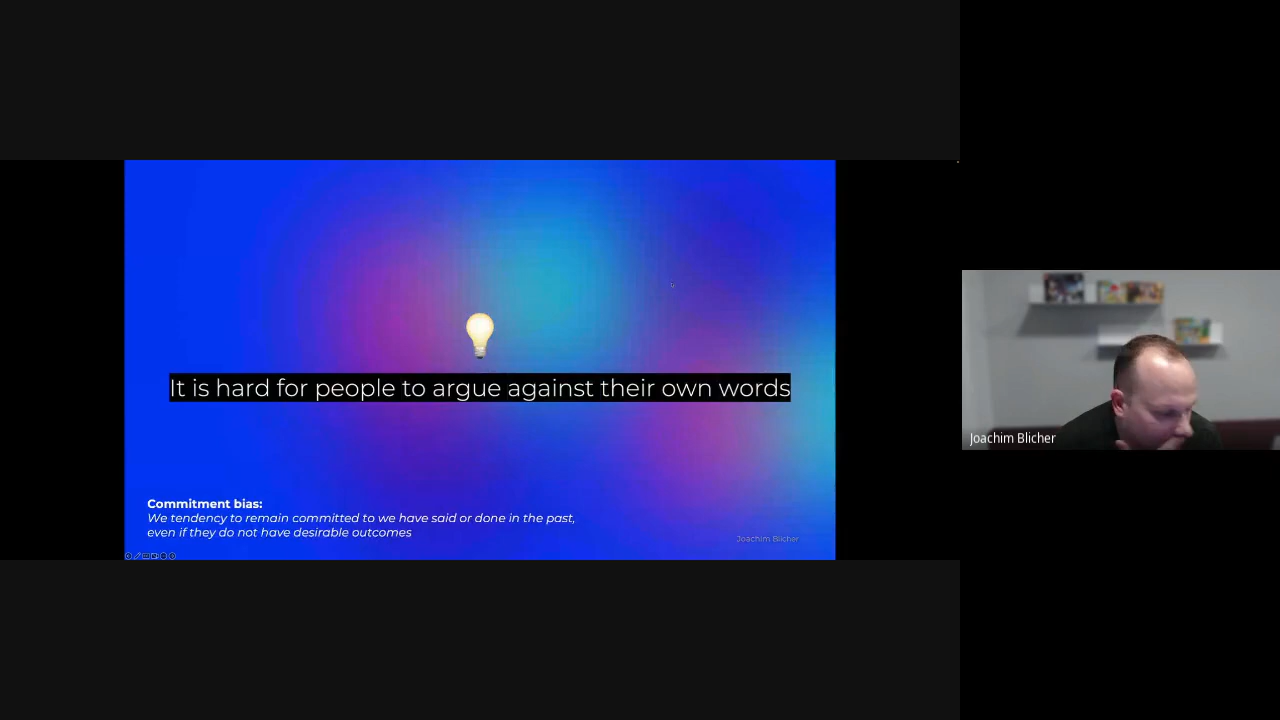 It is hard for people to argue against their own words
Commitment bias:
We tendency to remain committed to we have said or done in the past,
even if they do not have desirable outcomes
Joachim Blicher
Joachim Blicher